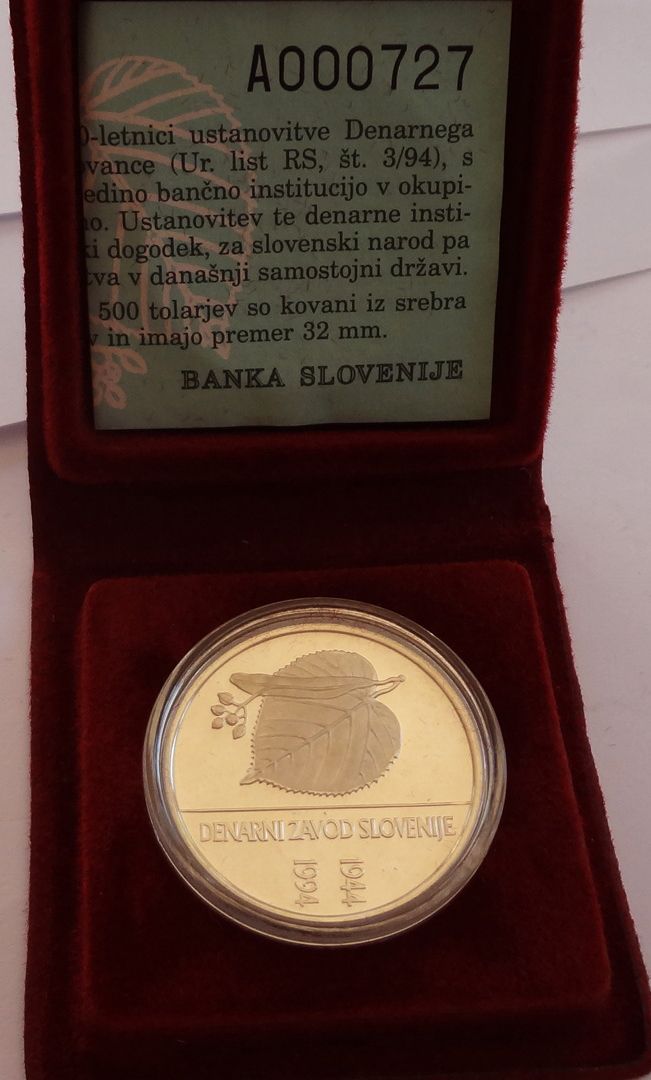 A000727
0-letnici ustanovitve Denarnega
ovance (Ur. list RS, št. 3/94), s
edino bančno institucijo v okupi-
no. Ustanovitev te denarne insti-
ki dogodek, za slovenski narod pa
tva v današnji samostojni državi.
500 tolarjev so kovani iz srebra
v in imajo premer 32 mm.
BANKA SLOVENIJE
DENARNI ZAVOD SLOVENIJE
1994 1944